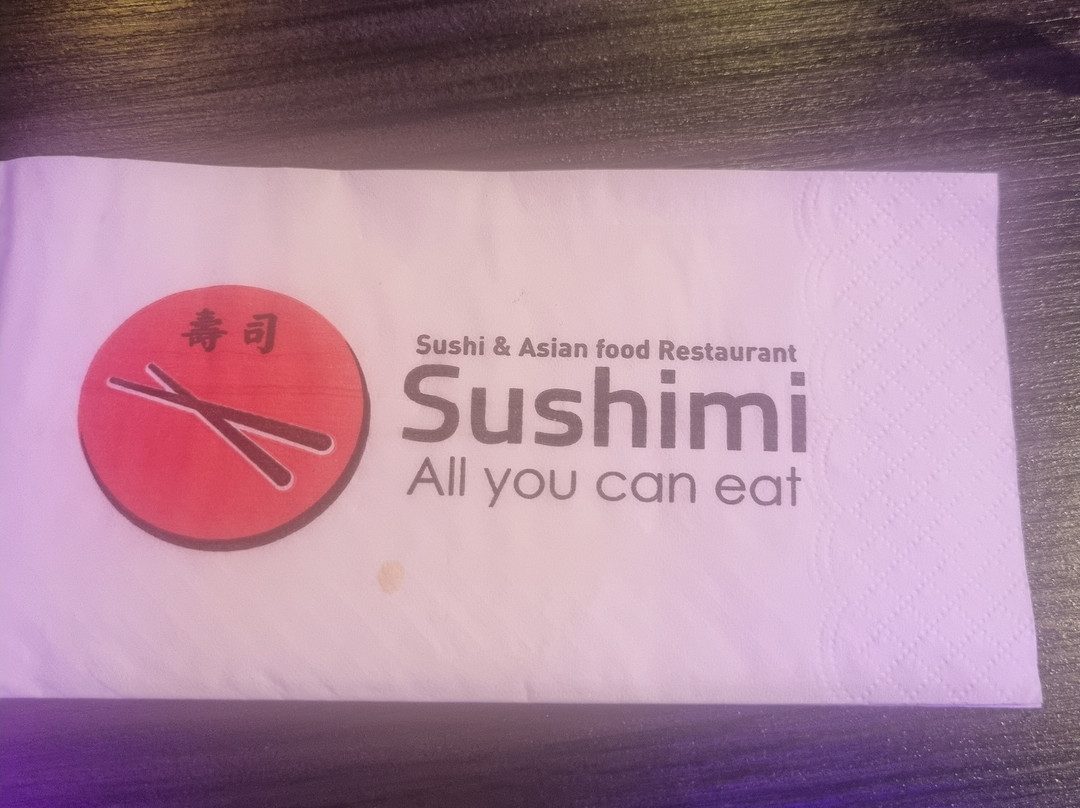 壽司
Sushi & Asian food Restaurant
Sushimi
All you can eat